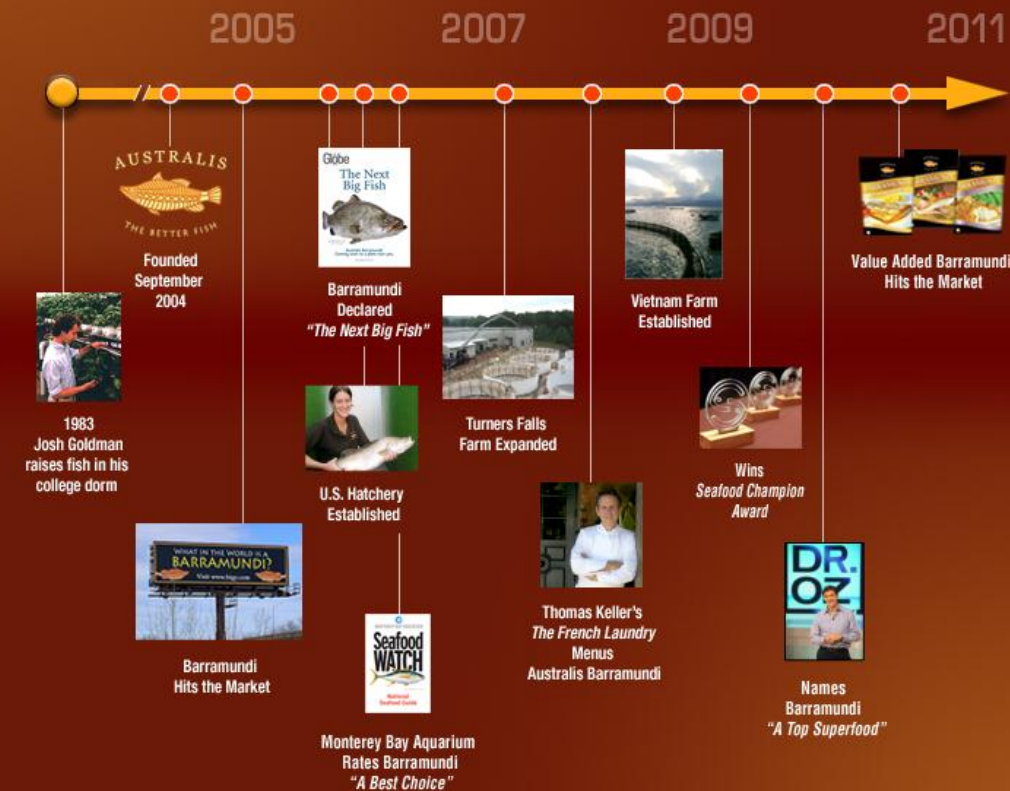 2005
2007
2009
2011
AUSTRALIS
THE BETTER FISH
Founded
September
2004
1983
Josh Goldman
raises fish in his
college dorm
WHAT IN THE WORLD IS A
BARRAMUNDI?
Barramundi
Hits the Market
Globe
The Next
Big Fish
Barramundi
Declared
"The Next Big Fish"
U.S. Hatchery
Established
Seafood
WATCH
National
Seafood Guide
Monterey Bay Aquarium
Rates Barramundi
"A Best Choice"
Turners Falls
Farm Expanded
Thomas Keller's
The French Laundry
Menus
Australis Barramundi
Vietnam Farm
Established
Wins
Seafood Champion
Award
DR.
OZ
Names
Barramundi
"A Top Superfood"
Value Added Barramundi
Hits the Market